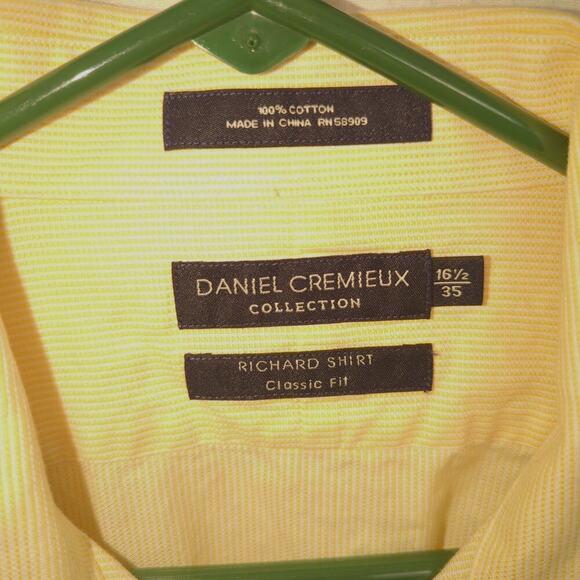 100% COTTON
MADE IN CHINA RN58909
DANIEL CREMIEUX
COLLECTION
16½
35
RICHARD SHIRT
Classic Fit